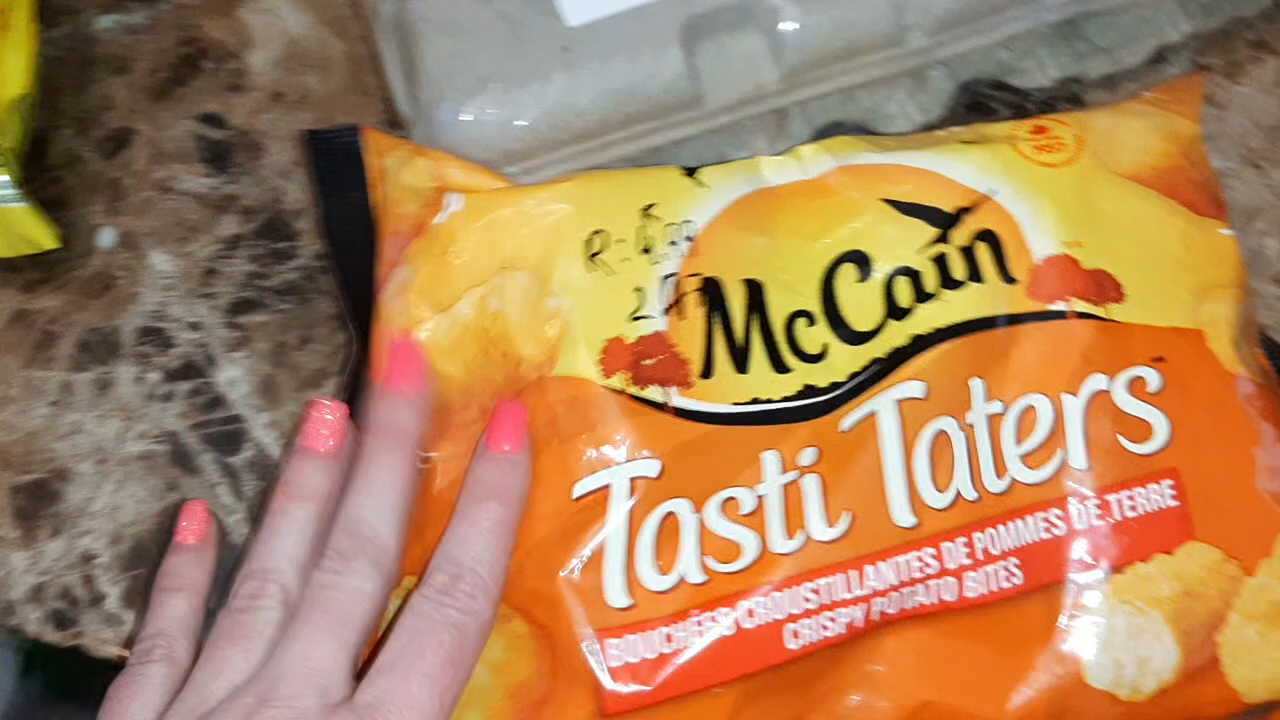 McCain
Tasti Taters
BOUCHÉES CROUSTILLANTES DE POMMES DE TERRE
CRISPY POTATO BITES